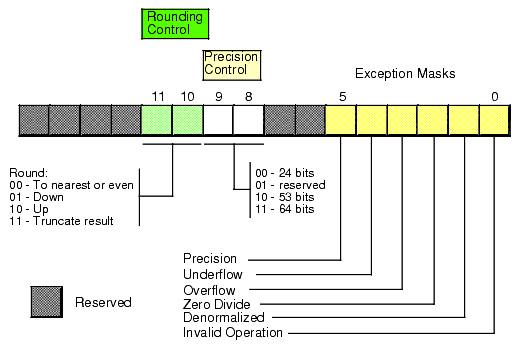 Rounding
Control
Precision
Control
Exception Masks
11 10 9 8 5 0
Round:
00 - To nearest or even
01 - Down
10 - Up
11 - Truncate result
00 - 24 bits
01 - reserved
10 - 53 bits
11 - 64 bits
Precision
Underflow
Overflow
Zero Divide
Denormalized
Invalid Operation
Reserved